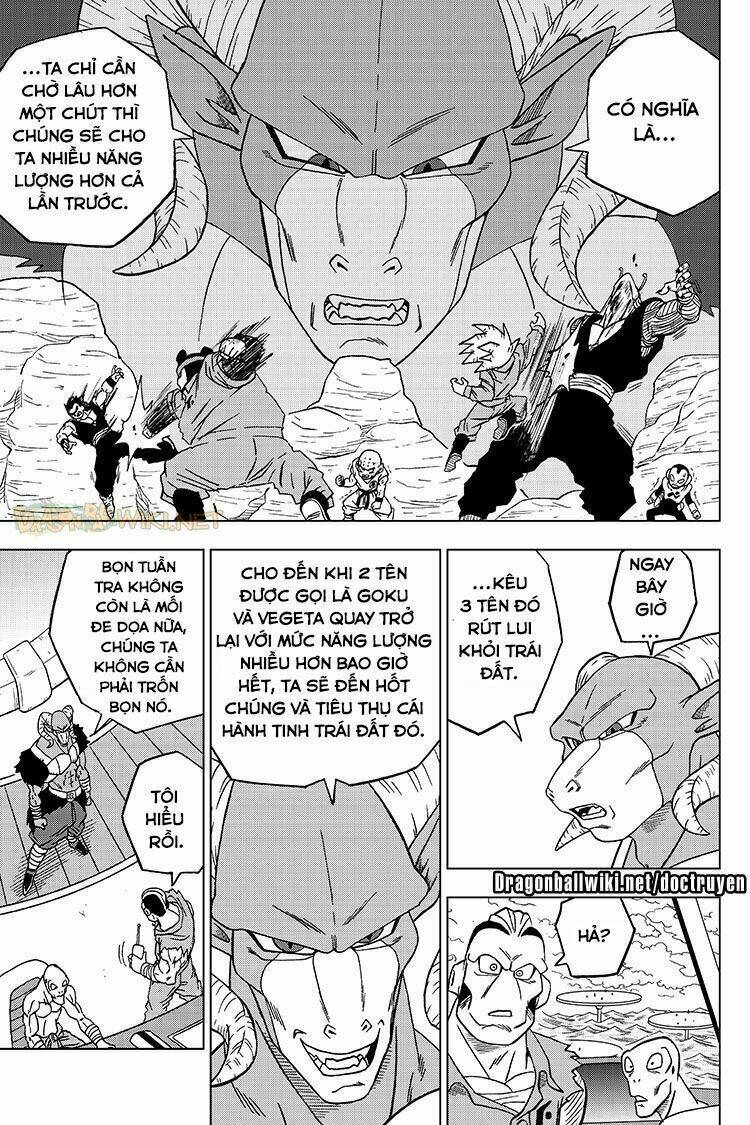 CÓ NGHĨA
LÀ...
...TA CHỈ CẦN
CHỜ LÂU HƠN
MỘT CHÚT THÌ
CHÚNG SẼ CHO
TA NHIỀU NĂNG
LƯỢNG HƠN CẢ
LẦN TRƯỚC.
DRAGONBALLWIKI.NET
NGAY
BÂY
GIỜ
...
...KÊU
3 TÊN ĐÓ
RÚT LUI
KHỎI TRÁI
ĐẤT.
Dragonballwiki.net/doctruyen
HẢ?
CHO ĐẾN KHI 2 TÊN
ĐƯỢC GỌI LÀ GOKU
VÀ VEGETA QUAY TRỞ
LẠI VỚI MỨC NĂNG LƯỢNG
NHIỀU HƠN BAO GIỜ
HẾT, TA SẼ ĐẾN HỐT
CHÚNG VÀ TIÊU THỤ CÁI
HÀNH TINH TRÁI ĐẤT ĐÓ.
BỌN TUẦN
TRA KHÔNG
CÒN LÀ MỐI
ĐE DỌA NỮA,
CHÚNG TA
KHÔNG CẦN
PHẢI TRỐN
BỌN NÓ.
TÔI
HIỂU
RỒI.